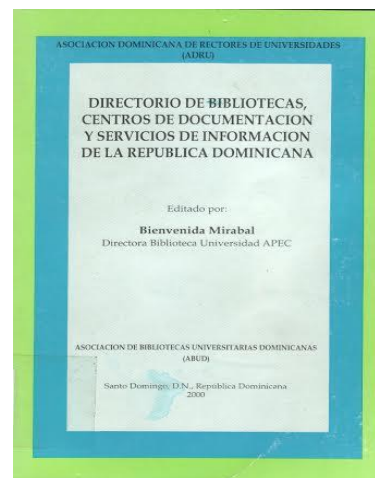 ASOCIACION DOMINICANA DE RECTORES DE UNIVERSIDADES
(ADRU)
DIRECTORIO DE BIBLIOTECAS,
CENTROS DE DOCUMENTACION
Y SERVICIOS DE INFORMACION
DE LA REPUBLICA DOMINICANA
Editado por:
Bienvenida Mirabal
Directora Biblioteca Universidad APEC
ASOCIACION DE BIBLIOTECAS UNIVERSITARIAS DOMINICANAS
(ABUD)
Santo Domingo, D.N., República Dominicana
2000